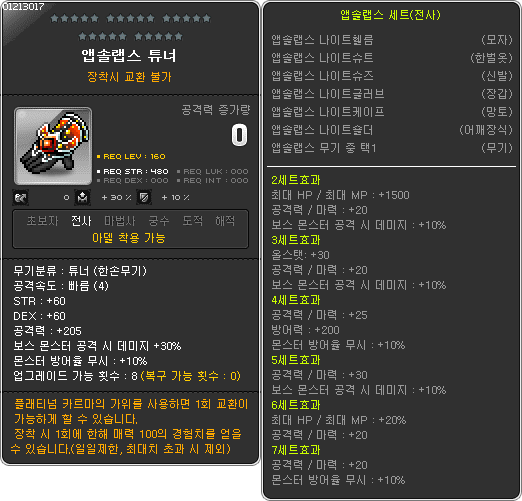 01213017
앱솔랩스 튜너
장착시 교환 불가
공격력 증가량
0
REQ LEV : 160
REQ STR : 480 REQ LUK : 000
REQ DEX : 000 REQ INT : 000
0 + 30 % + 10 %
초보자 전사 마법사 궁수 도적 해적
아델 착용 가능
무기분류 : 튜너 (한손무기)
공격속도 : 빠름 (4)
STR : +60
DEX : +60
공격력 : +205
보스 몬스터 공격 시 데미지 +30%
몬스터 방어율 무시 : +10%
업그레이드 가능 횟수 : 8 (복구 가능 횟수 : 0)
플래티넘 카르마의 가위를 사용하면 1회 교환이
가능하게 할 수 있습니다.
장착 시 1회에 한해 매력 100의 경험치를 얻을
수 있습니다.(일일제한, 최대치 초과 시 제외)
앱솔랩스 세트(전사)
앱솔랩스 나이트헬름 (모자)
앱솔랩스 나이트슈트 (한벌옷)
앱솔랩스 나이트슈즈 (신발)
앱솔랩스 나이트글러브 (장갑)
앱솔랩스 나이트케이프 (망토)
앱솔랩스 나이트숄더 (어깨장식)
앱솔랩스 무기 중 택1 (무기)
2세트효과
최대 HP / 최대 MP : +1500
공격력 / 마력 : +20
보스 몬스터 공격 시 데미지 : +10%
3세트효과
올스탯: +30
공격력 / 마력 : +20
보스 몬스터 공격 시 데미지 : +10%
4세트효과
공격력 / 마력 : +25
방어력 : +200
몬스터 방어율 무시 : +10%
5세트효과
공격력 / 마력 : +30
보스 몬스터 공격 시 데미지 : +10%
6세트효과
최대 HP / 최대 MP : +20%
공격력 / 마력 : +20
7세트효과
공격력 / 마력 : +20
몬스터 방어율 무시 : +10%